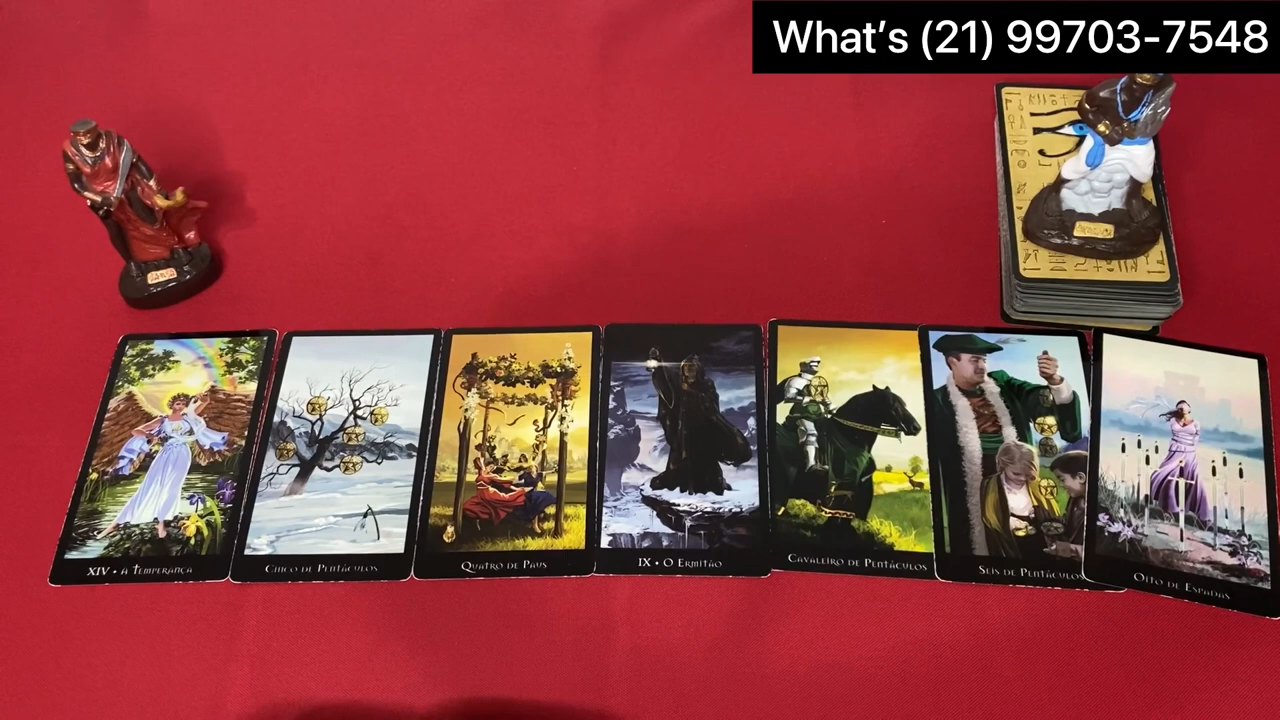 What's (21) 99703-7548
XIV • A Temperança
Cinco de Pentáculos
Quatro de Paus
IX • O Ermitão
Cavaleiro de Pentáculos
Seis de Pentáculos
Oito de Espadas